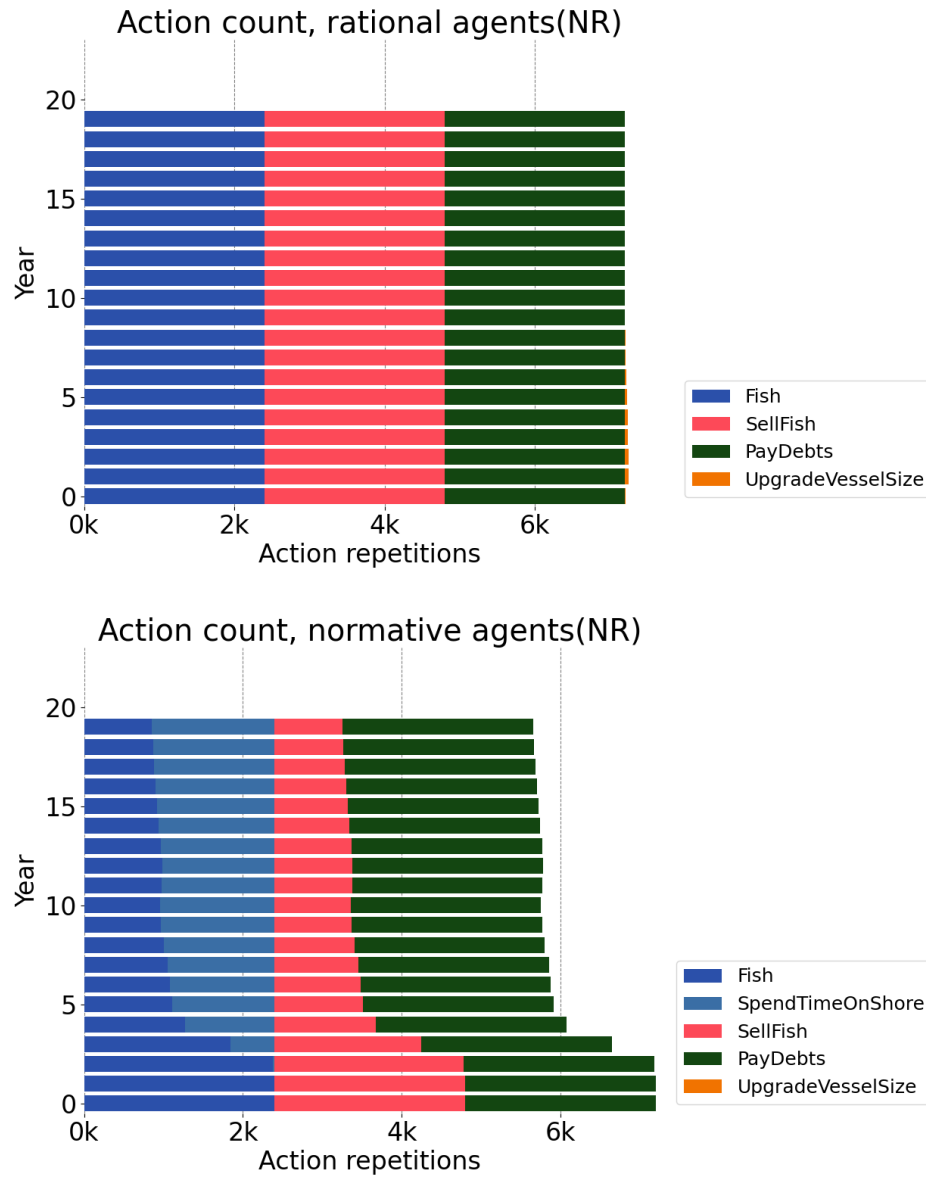 Action count, rational agents(NR)
20
15
10
5
0
Year
0k 2k 4k 6k
Action repetitions
Fish
SellFish
PayDebts
UpgradeVesselSize
Action count, normative agents(NR)
20
15
10
5
0
Year
0k 2k 4k 6k
Action repetitions
Fish
SpendTimeOnShore
SellFish
PayDebts
UpgradeVesselSize